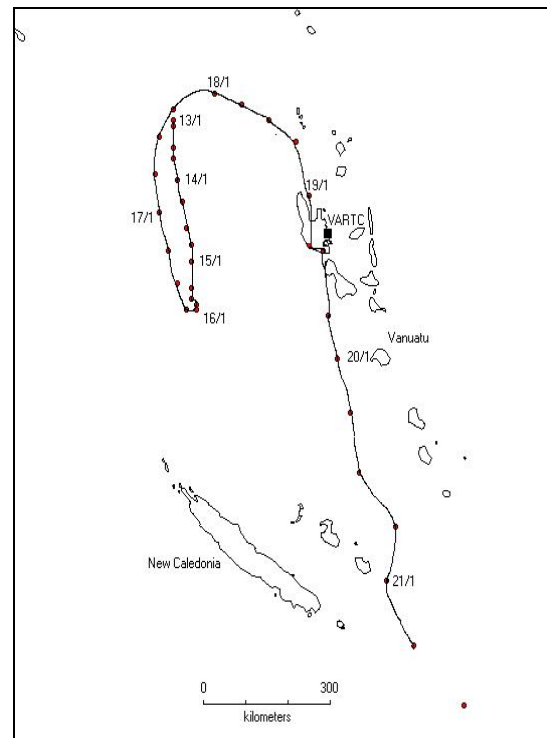 18/1
13/1
14/1
19/1
17/1
VARTC
15/1
16/1
Vanuatu
20/1
New Caledonia
21/1
0 300
kilometers